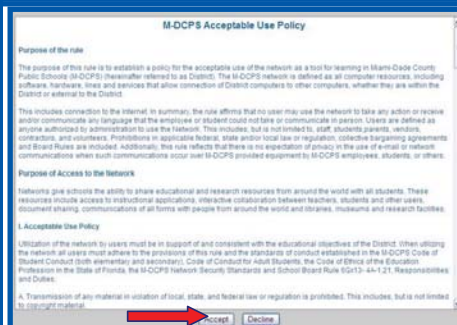 M-DCPS Acceptable Use Policy
Purpose of the rule
The purpose of this rule is to establish a policy for the acceptable use of the network as a tool for learning in Miami-Dade County
Public Schools (M-DCPS) (hereinafter referred to as District). The M-DCPS network is defined as all computer resources, including
software, hardware, lines and services that allow connection of District computers to other computers, whether they are within the
District or external to the District.
This includes connection to the Internet. In summary, the rule affirms that no user may use the network to take any action or receive
and/or communicate any language that the employee or student could not take or communicate in person. Users are defined as
anyone authorized by administration to use the Network. This includes, but is not limited to, staff, students,parents, vendors,
contractors, and volunteers. Prohibitions in applicable federal, state and/or local law or regulation, collective bargaining agreements
and Board Rules are included. Additionally, this rule reflects that there is no expectation of privacy in the use of e-mail or network
communications when such communications occur over M-DCPS provided equipment by M-DCPS employees, students, or others.
Purpose of Access to the Network
Networks give schools the ability to share educational and research resources from around the world with all students. These
resources include access to instructional applications, interactive collaboration between teachers, students and other users,
document sharing, communications of all forms with people from around the world and libraries, museums and research facilities.
I. Acceptable Use Policy
Utilization of the network by users must be in support of and consistent with the educational objectives of the District. When utilizing
the network all users must adhere to the provisions of this rule and the standards of conduct established in the M-DCPS Code of
Student Conduct (both elementary and secondary), Code of Conduct for Adult Students, the Code of Ethics of the Education
Profession in the State of Florida, the M-DCPS Network Security Standards and School Board Rule 6Gx13- 4A-1.21, Responsibilities
and Duties.
A. Transmission of any material in violation of local, state, and federal law or regulation is prohibited. This includes, but is not limited
to copyright material,
Accept Decline